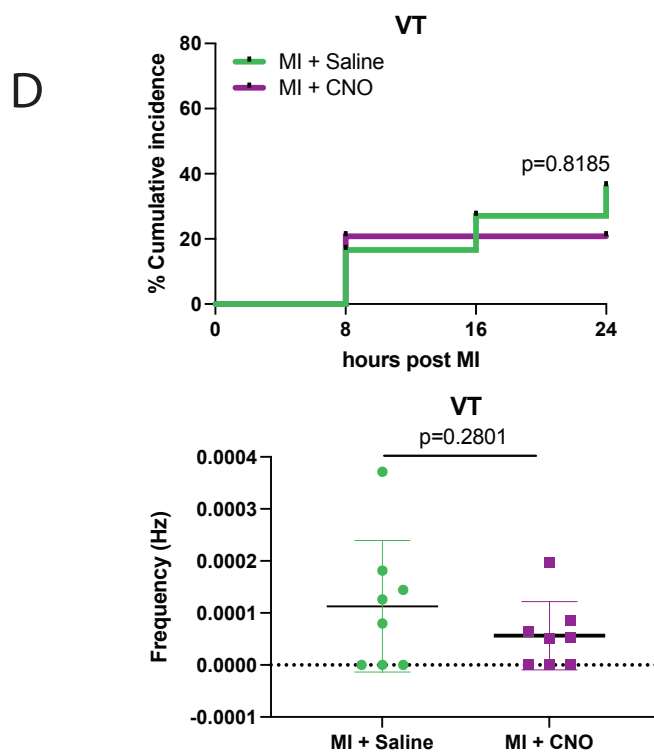 D
VT
MI + Saline
MI + CNO
% Cumulative incidence
80
60
40
20
0
p=0.8185
0 8 16 24
hours post MI
VT
p=0.2801
Frequency (Hz)
0.0004
0.0003
0.0002
0.0001
0.0000
-0.0001
MI + Saline MI + CNO